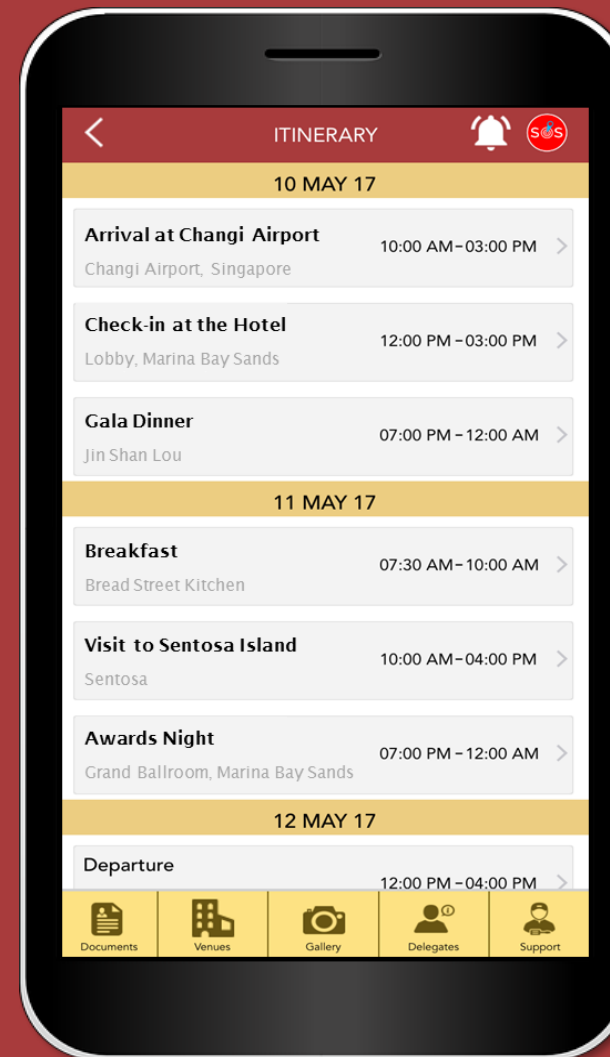 ITINERARY
SOS
10 MAY 17
Arrival at Changi Airport
10:00 AM-03:00 PM
Changi Airport, Singapore
Check-in at the Hotel
12:00 PM-03:00 PM
Lobby, Marina Bay Sands
Gala Dinner
07:00 PM-12:00 AM
Jin Shan Lou
11 MAY 17
Breakfast
07:30 AM-10:00 AM
Bread Street Kitchen
Visit to Sentosa Island
10:00 AM-04:00 PM
Sentosa
Awards Night
07:00 PM-12:00 AM
Grand Ballroom, Marina Bay Sands
12 MAY 17
Departure
12:00 PM-04:00 PM
Documents
Venues
Gallery
Delegates
Support